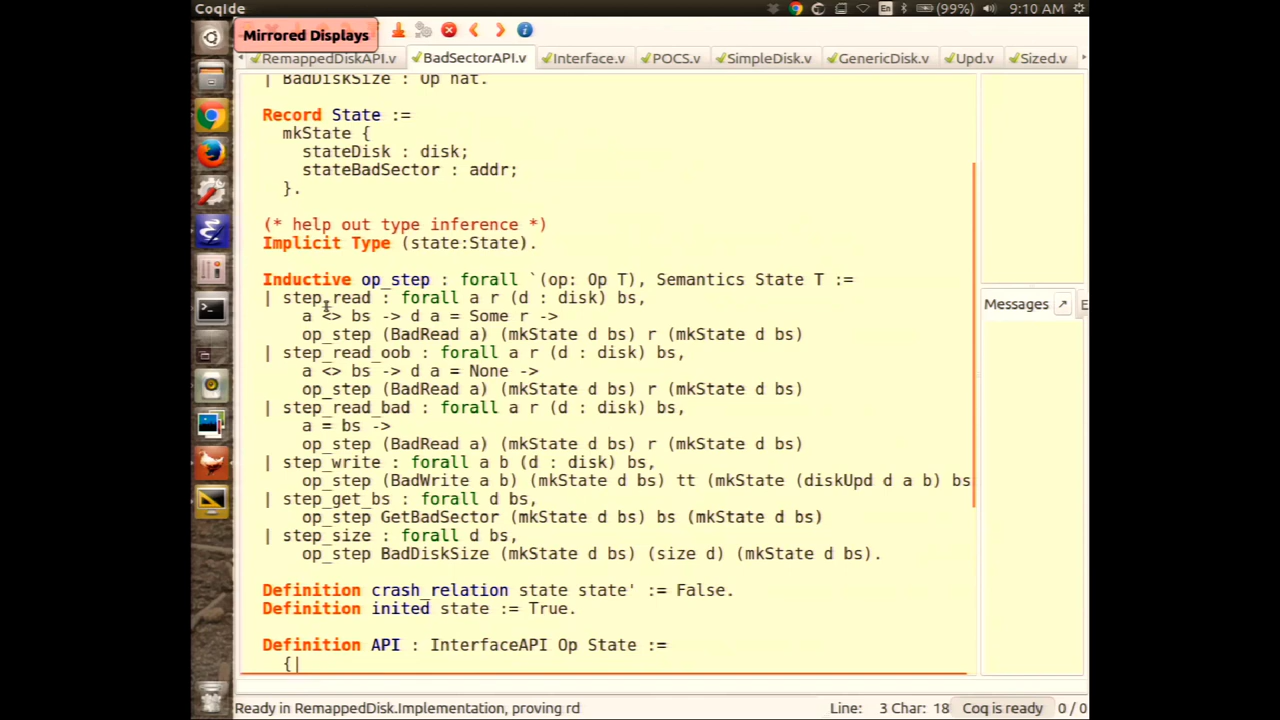 CoqIde
En
(99%)
9:10 AM
Mirrored Displays
RemappedDiskAPI.v
BadSectorAPI.v
Interface.v
POCS.v
SimpleDisk.v
GenericDisk.v
Upd.v
Sized.v
| BadDiskSize : Op nat.
Record State :=
mkState {
stateDisk : disk;
stateBadSector : addr;
}.
(* help out type inference *)
Implicit Type (state:State).
Inductive op_step : forall `(op: Op T), Semantics State T :=
| step_read : forall a r (d : disk) bs,
a <> bs -> d a = Some r ->
op_step (BadRead a) (mkState d bs) r (mkState d bs)
| step_read_oob : forall a r (d : disk) bs,
a <> bs -> d a = None ->
op_step (BadRead a) (mkState d bs) r (mkState d bs)
| step_read_bad : forall a r (d : disk) bs,
a = bs ->
op_step (BadRead a) (mkState d bs) r (mkState d bs)
| step_write : forall a b (d : disk) bs,
op_step (BadWrite a b) (mkState d bs) tt (mkState (diskUpd d a b) bs
| step_get_bs : forall d bs,
op_step GetBadSector (mkState d bs) bs (mkState d bs)
| step_size : forall d bs,
op_step BadDiskSize (mkState d bs) (size d) (mkState d bs).
Definition crash_relation state state' := False.
Definition inited state := True.
Definition API : InterfaceAPI Op State :=
{|
Messages
E
Ready in RemappedDisk.Implementation, proving rd
Line: 3 Char: 18
Coq is ready
0 / 0